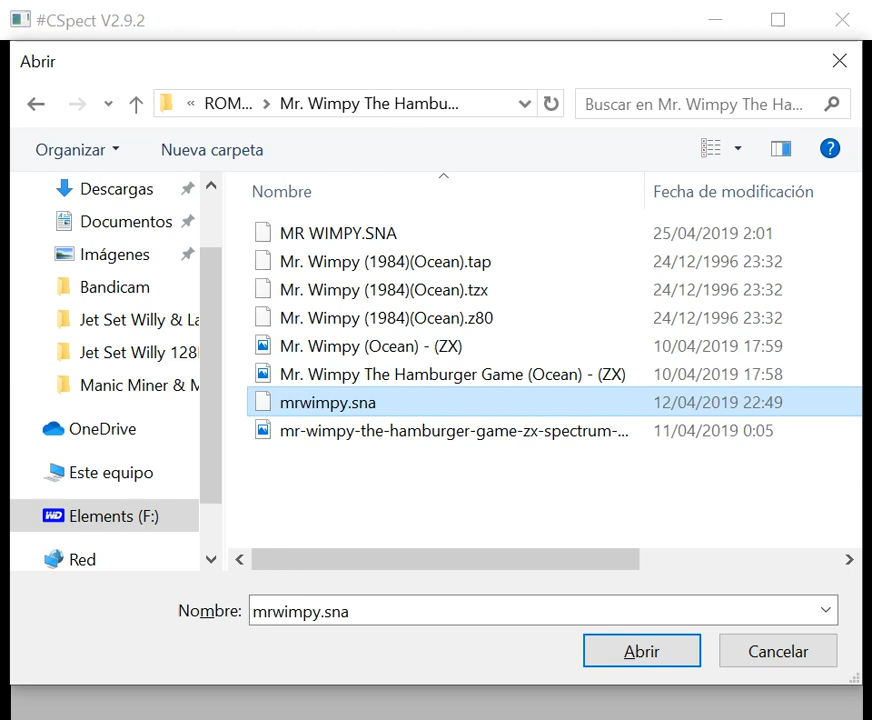 #CSpect V2.9.2
Abrir
« ROM... > Mr. Wimpy The Hambu...
Buscar en Mr. Wimpy The Ha...
Organizar
Nueva carpeta
?
Descargas
Documentos
Imágenes
Bandicam
Jet Set Willy & La
Jet Set Willy 128
Manic Miner & M
OneDrive
Este equipo
WD Elements (F:)
Red
Nombre Fecha de modificación
MR WIMPY.SNA 25/04/2019 2:01
Mr. Wimpy (1984)(Ocean).tap 24/12/1996 23:32
Mr. Wimpy (1984)(Ocean).tzx 24/12/1996 23:32
Mr. Wimpy (1984)(Ocean).z80 24/12/1996 23:32
Mr. Wimpy (Ocean) - (ZX) 10/04/2019 17:59
Mr. Wimpy The Hamburger Game (Ocean) - (ZX) 10/04/2019 17:58
mrwimpy.sna 12/04/2019 22:49
mr-wimpy-the-hamburger-game-zx-spectrum-... 11/04/2019 0:05
Nombre: mrwimpy.sna
Abrir
Cancelar